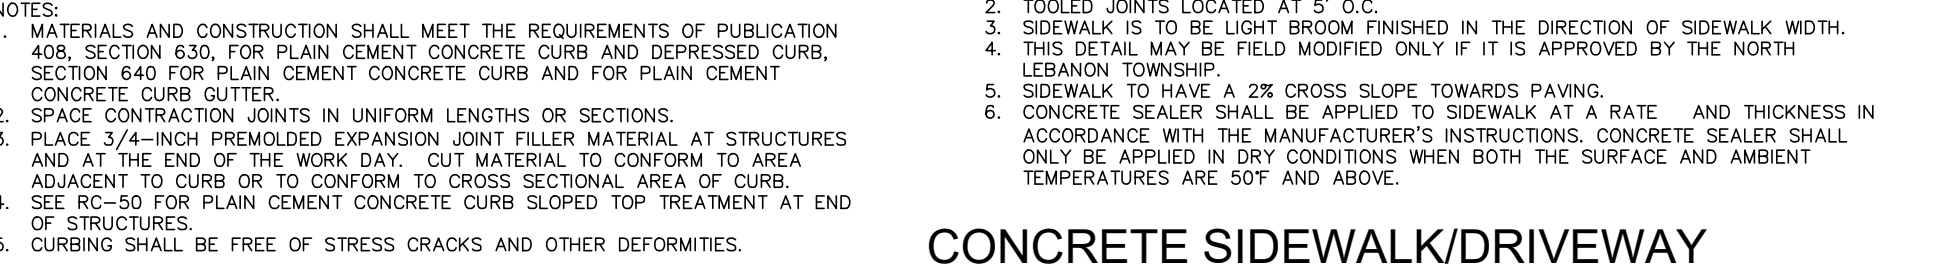 NOTES:
. MATERIALS AND CONSTRUCTION SHALL MEET THE REQUIREMENTS OF PUBLICATION
408, SECTION 630, FOR PLAIN CEMENT CONCRETE CURB AND DEPRESSED CURB,
SECTION 640 FOR PLAIN CEMENT CONCRETE CURB AND FOR PLAIN CEMENT
CONCRETE CURB GUTTER.
2. SPACE CONTRACTION JOINTS IN UNIFORM LENGTHS OR SECTIONS.
3. PLACE 3/4-INCH PREMOLDED EXPANSION JOINT FILLER MATERIAL AT STRUCTURES
AND AT THE END OF THE WORK DAY. CUT MATERIAL TO CONFORM TO AREA
ADJACENT TO CURB OR TO CONFORM TO CROSS SECTIONAL AREA OF CURB.
4. SEE RC-50 FOR PLAIN CEMENT CONCRETE CURB SLOPED TOP TREATMENT AT END
OF STRUCTURES.
5. CURBING SHALL BE FREE OF STRESS CRACKS AND OTHER DEFORMITIES.
2. TOOLED JOINTS LOCATED AT 5' O.C.
3. SIDEWALK IS TO BE LIGHT BROOM FINISHED IN THE DIRECTION OF SIDEWALK WIDTH.
4. THIS DETAIL MAY BE FIELD MODIFIED ONLY IF IT IS APPROVED BY THE NORTH
LEBANON TOWNSHIP.
5. SIDEWALK TO HAVE A 2% CROSS SLOPE TOWARDS PAVING.
6. CONCRETE SEALER SHALL BE APPLIED TO SIDEWALK AT A RATE AND THICKNESS IN
ACCORDANCE WITH THE MANUFACTURER'S INSTRUCTIONS. CONCRETE SEALER SHALL
ONLY BE APPLIED IN DRY CONDITIONS WHEN BOTH THE SURFACE AND AMBIENT
TEMPERATURES ARE 50°F AND ABOVE.
CONCRETE SIDEWALK/DRIVEWAY